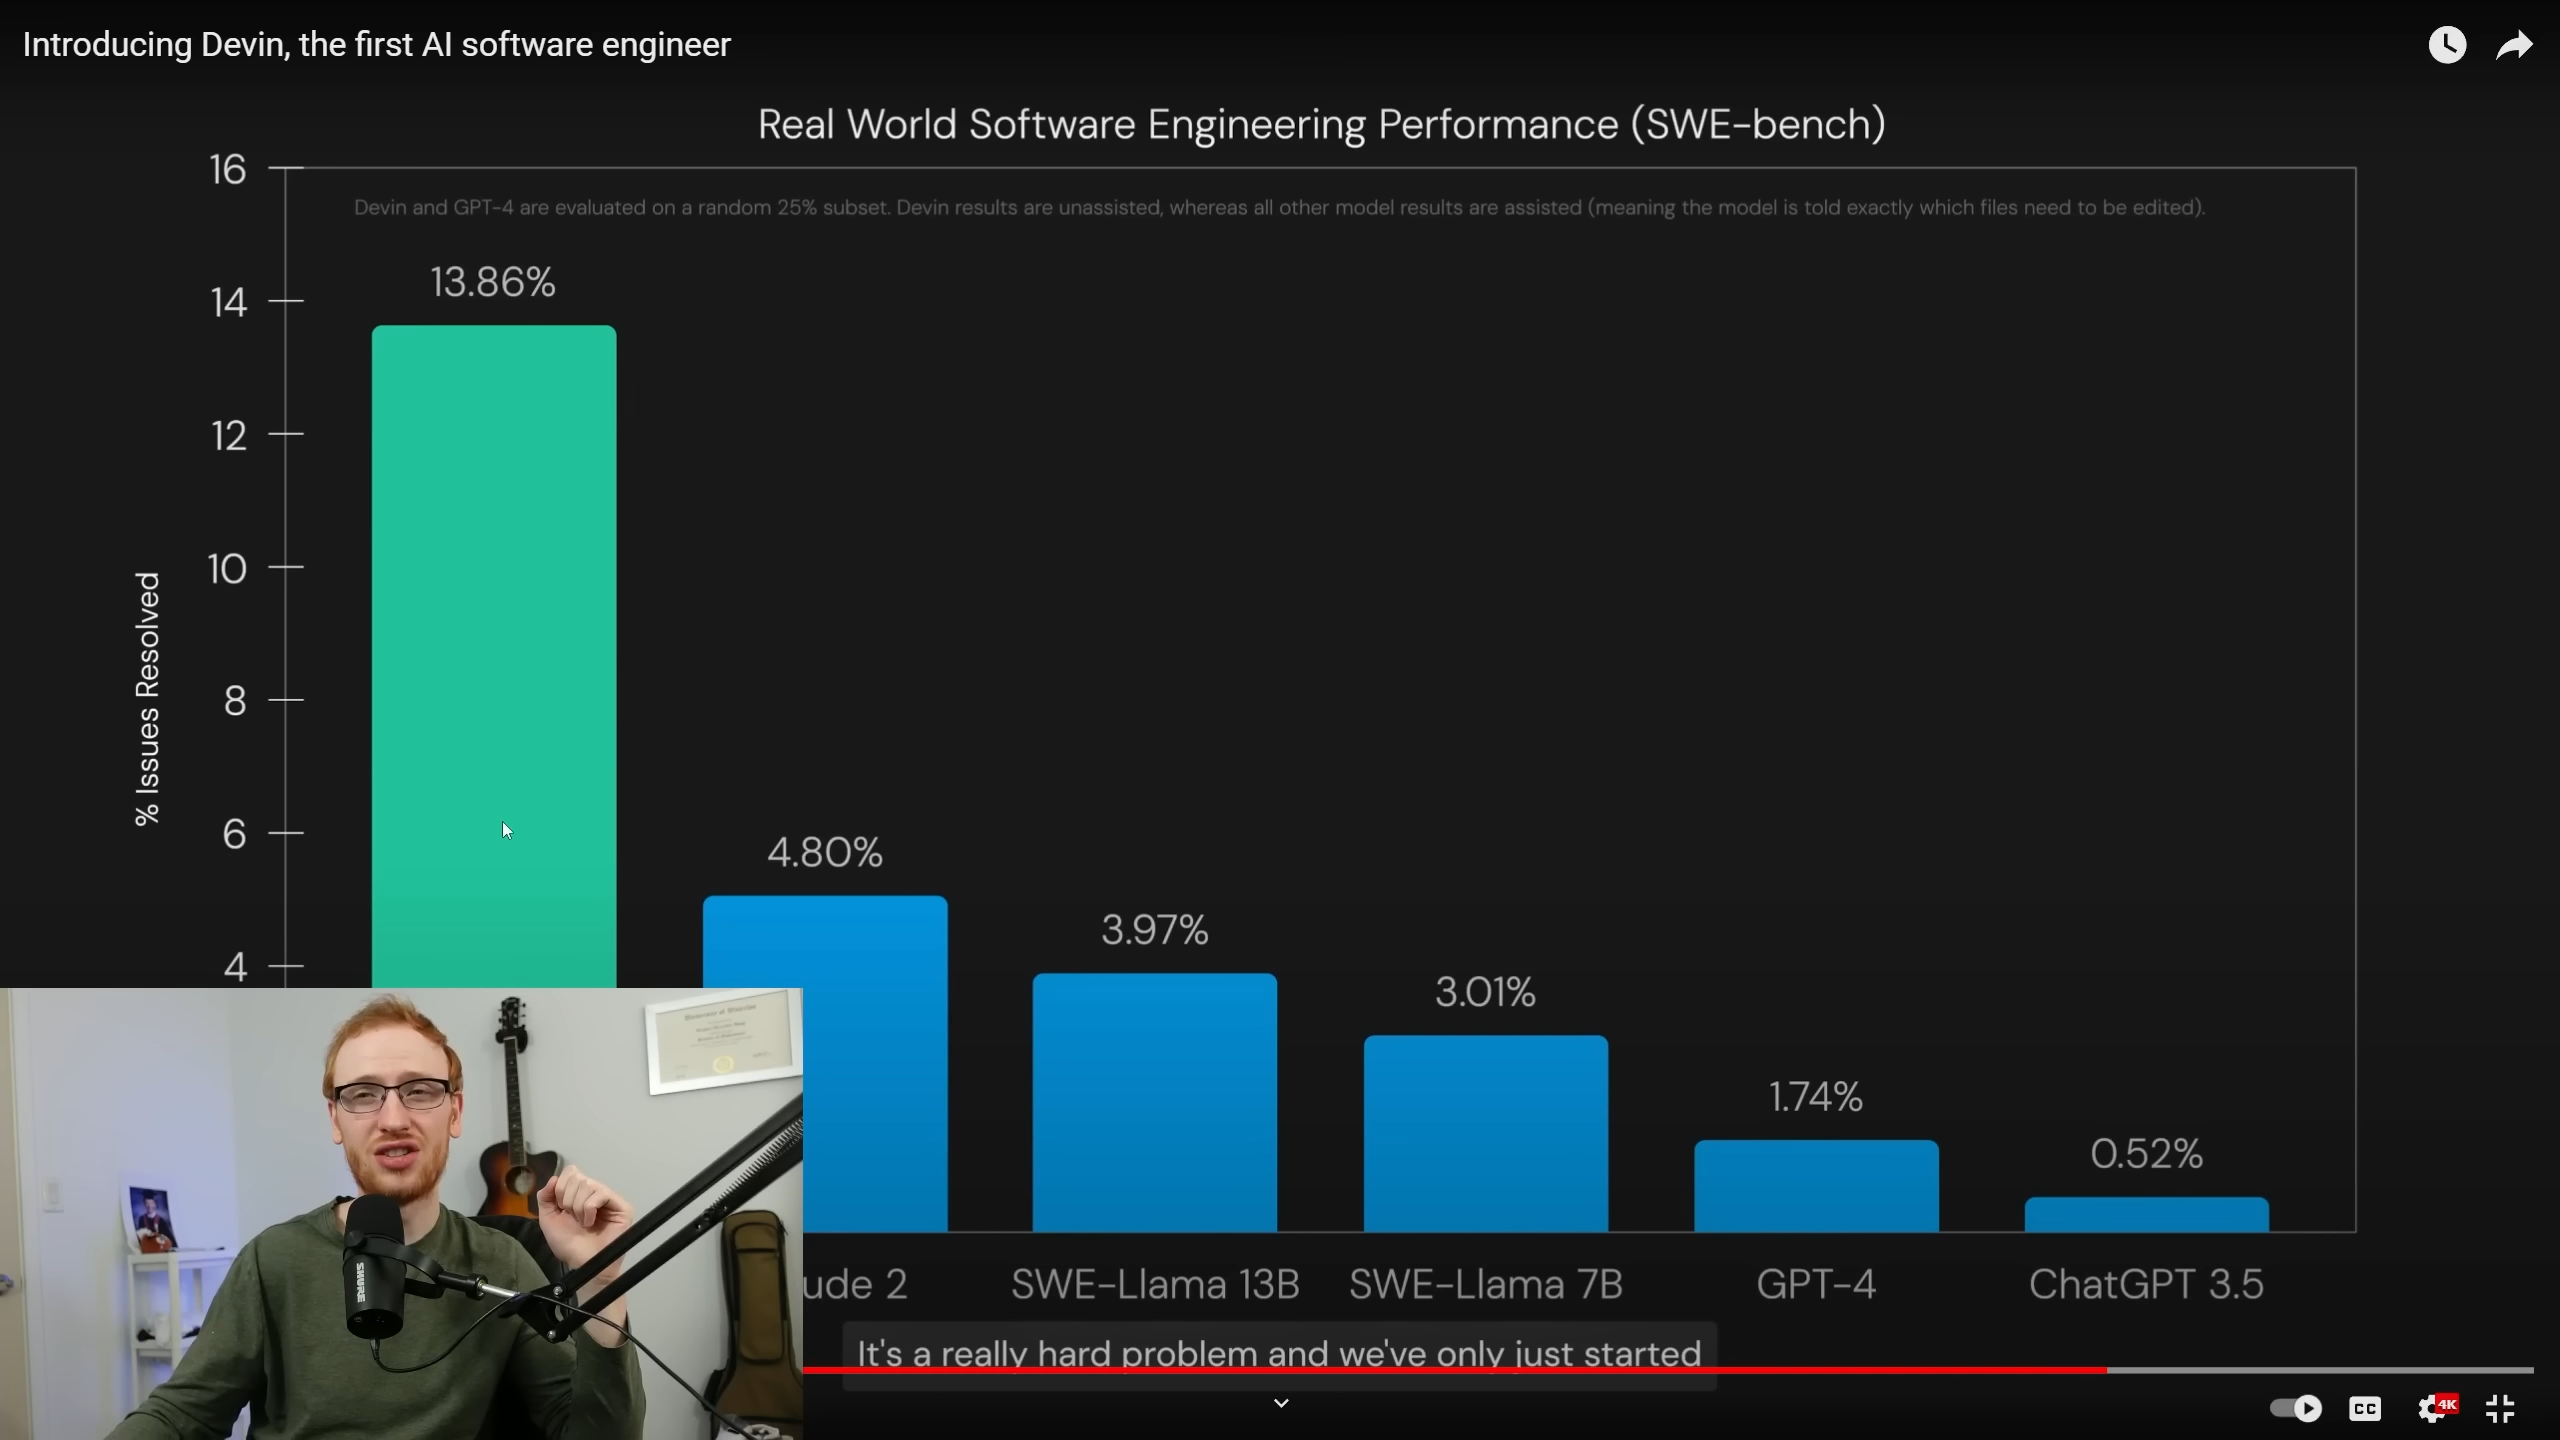 Introducing Devin, the first AI software engineer
Real World Software Engineering Performance (SWE-bench)
Devin and GPT-4 are evaluated on a random 25% subset. Devin results are unassisted, whereas all other model results are assisted (meaning the model is told exactly which files need to be edited).
16
14
12
10
8
6
4
% Issues Resolved
13.86%
4.80%
3.97%
3.01%
1.74%
0.52%
ude 2
SWE-Llama 13B
SWE-Llama 7B
GPT-4
ChatGPT 3.5
SHURE
It's a really hard problem and we've only just started
CC
4K